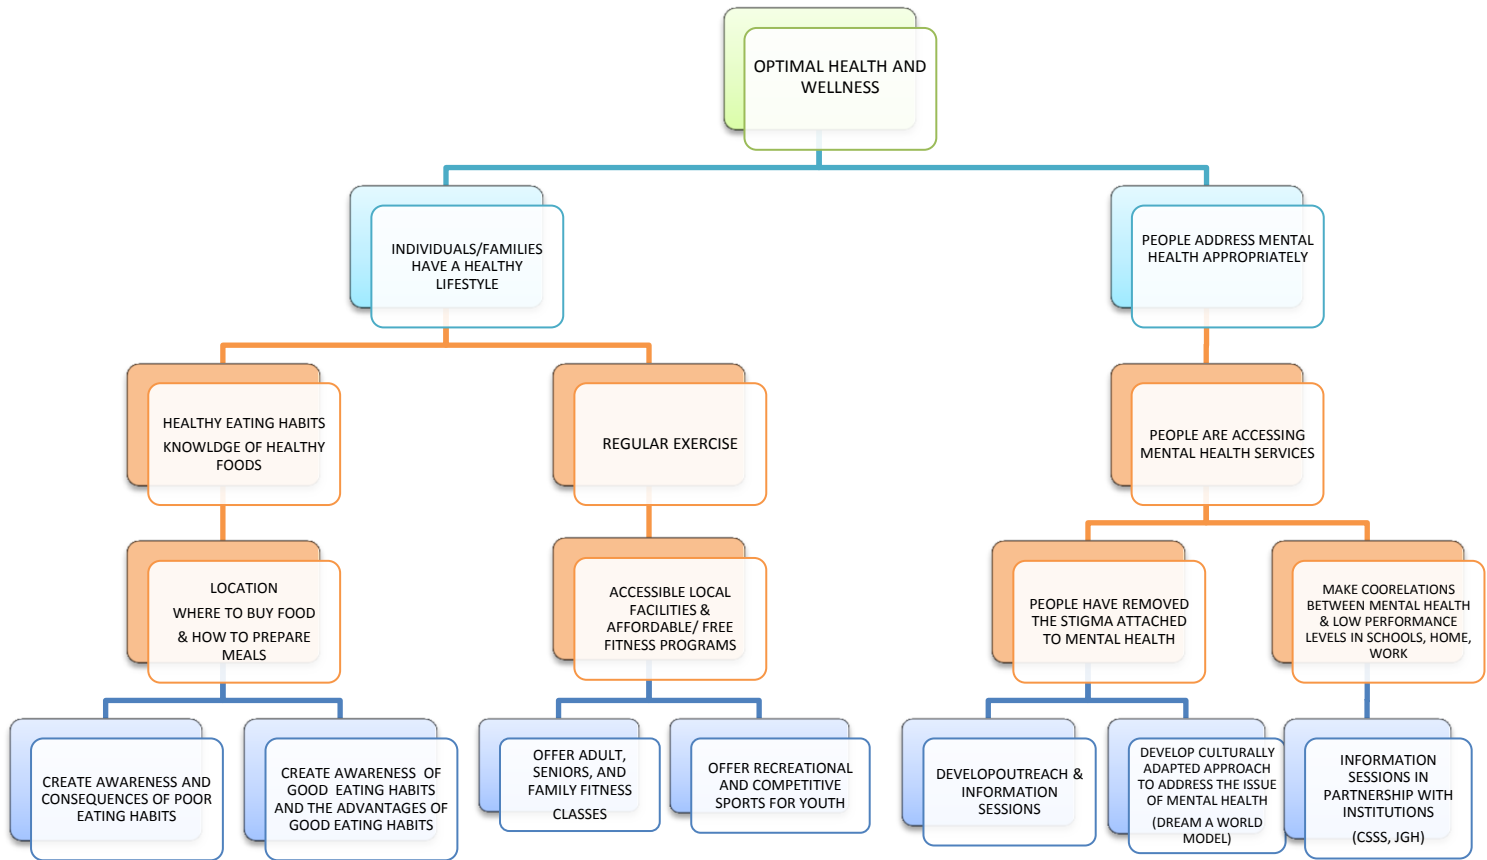 OPTIMAL HEALTH AND
WELLNESS
INDIVIDUALS/FAMILIES
HAVE A HEALTHY
LIFESTYLE
PEOPLE ADDRESS MENTAL
HEALTH APPROPRIATELY
HEALTHY EATING HABITS
KNOWLDGE OF HEALTHY
FOODS
REGULAR EXERCISE
PEOPLE ARE ACCESSING
MENTAL HEALTH SERVICES
LOCATION
WHERE TO BUY FOOD
& HOW TO PREPARE
MEALS
ACCESSIBLE LOCAL
FACILITIES &
AFFORDABLE/ FREE
FITNESS PROGRAMS
PEOPLE HAVE REMOVED
THE STIGMA ATTACHED
TO MENTAL HEALTH
MAKE COORELATIONS
BETWEEN MENTAL HEALTH
& LOW PERFORMANCE
LEVELS IN SCHOOLS, HOME,
WORK
CREATE AWARENESS AND
CONSEQUENCES OF POOR
EATING HABITS
CREATE AWARENESS OF
GOOD EATING HABITS
AND THE ADVANTAGES OF
GOOD EATING HABITS
OFFER ADULT,
SENIORS, AND
FAMILY FITNESS
CLASSES
OFFER RECREATIONAL
AND COMPETITIVE
SPORTS FOR YOUTH
DEVELOPOUTREACH &
INFORMATION
SESSIONS
DEVELOP CULTURALLY
ADAPTED APPROACH
TO ADDRESS THE ISSUE
OF MENTAL HEALTH
(DREAM A WORLD
MODEL)
INFORMATION
SESSIONS IN
PARTNERSHIP WITH
INSTITUTIONS
(CSSS, JGH)